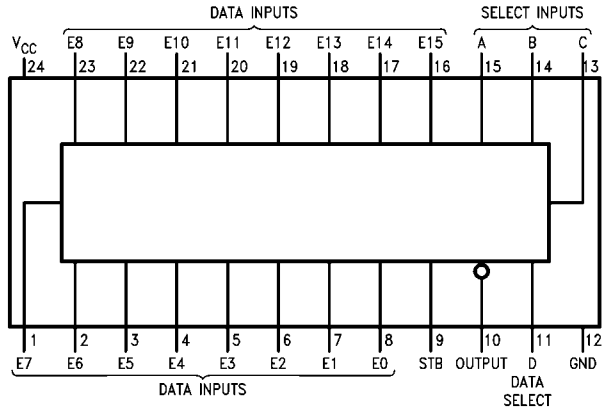 DATA INPUTS SELECT INPUTS
VCC E8 E9 E10 E11 E12 E13 E14 E15 A B C
24 23 22 21 20 19 18 17 16 15 14 13
1 2 3 4 5 6 7 8 9 10 11 12
E7 E6 E5 E4 E3 E2 E1 E0 STB OUTPUT D GND
DATA INPUTS DATA
SELECT